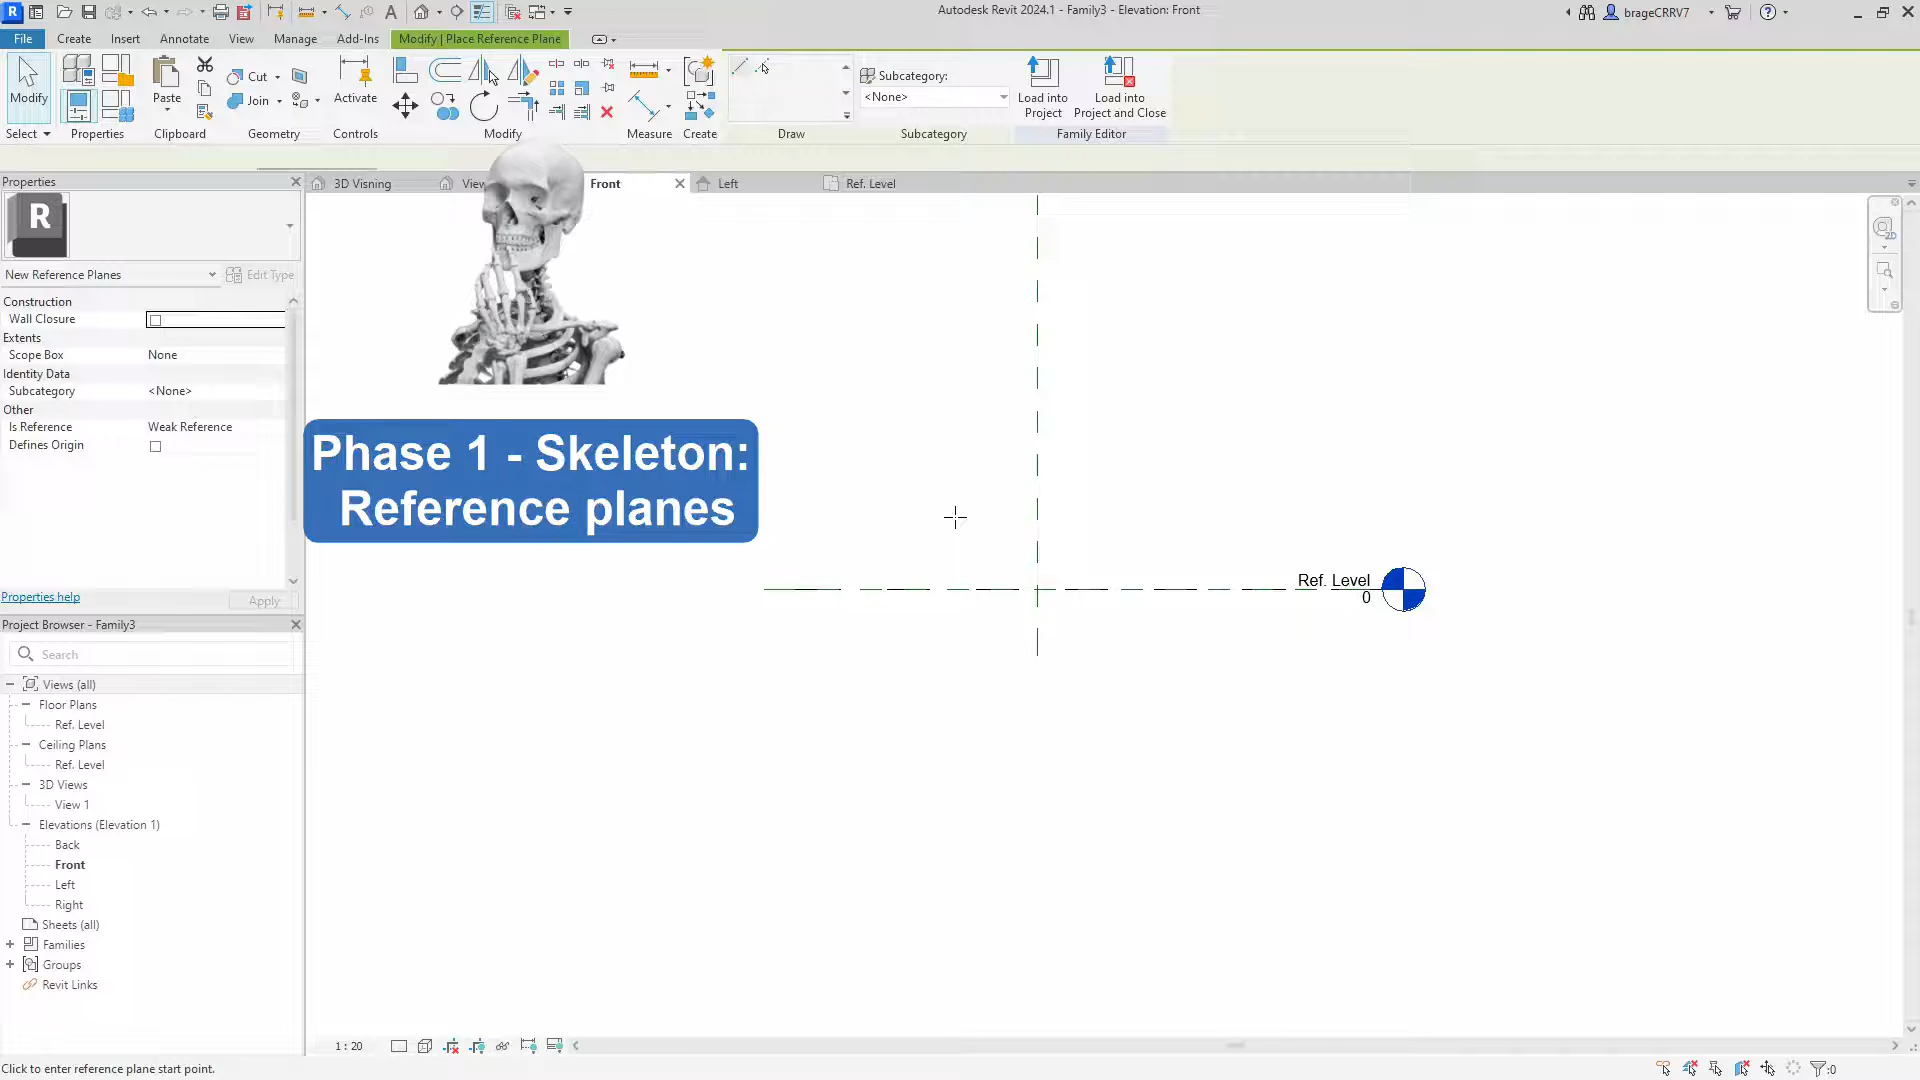 Autodesk Revit 2024.1 - Family3 - Elevation: Front
brageCRRV7
File
Create
Insert
Annotate
View
Manage
Add-Ins
Modify | Place Reference Plane
Modify
Select
Properties
Paste
Clipboard
Cut
Join
Geometry
Activate
Controls
Modify
Measure
Create
Draw
Subcategory:
<None>
Subcategory
Load into
Project
Load into
Project and Close
Family Editor
Properties
3D Visning
Front
Left
Ref. Level
R
New Reference Planes
Edit Type
Construction
Wall Closure
Extents
Scope Box None
Identity Data
Subcategory <None>
Other
Is Reference Weak Reference
Defines Origin
Properties help
Apply
Phase 1 - Skeleton:
Reference planes
Ref. Level
0
2D
Project Browser - Family3
Search
Views (all)
Floor Plans
Ref. Level
Ceiling Plans
Ref. Level
3D Views
View 1
Elevations (Elevation 1)
Back
Front
Left
Right
Sheets (all)
Families
Groups
Revit Links
1 : 20
Click to enter reference plane start point.
:0